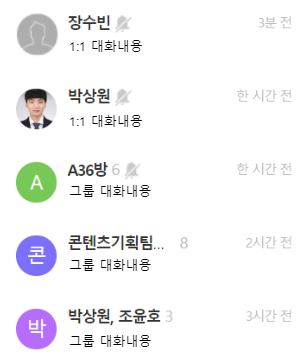 장수빈 3분 전
1:1 대화내용
박상원 한 시간 전
1:1 대화내용
A
A36방 6 한 시간 전
그룹 대화내용
콘
콘텐츠기획팀... 8 2시간 전
그룹 대화내용
박
박상원, 조윤호 3 3시간 전
그룹 대화내용